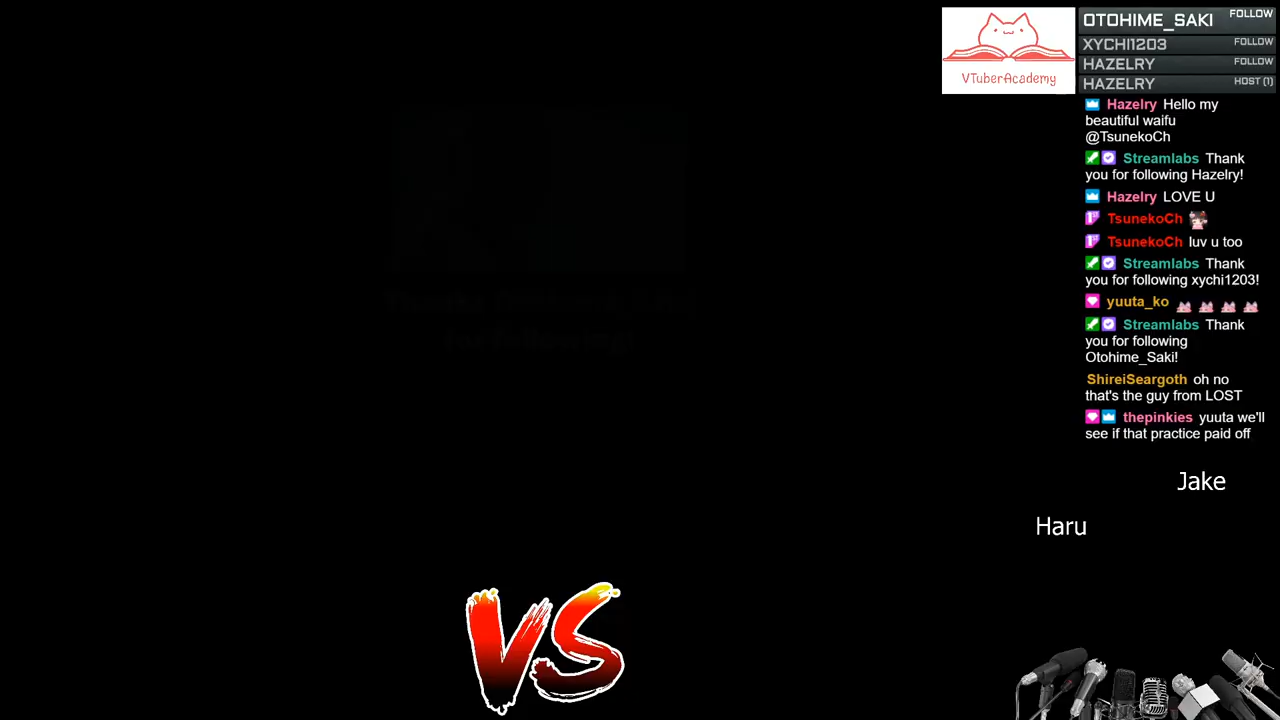 VTuberAcademy
OTOHIME_SAKI FOLLOW
XYCHI1203 FOLLOW
HAZELRY FOLLOW
HAZELRY HOST (1)
Hazelry Hello my
beautiful waifu
@TsunekoCh
Streamlabs Thank
you for following Hazelry!
Hazelry LOVE U
TsunekoCh
TsunekoCh luv u too
Streamlabs Thank
you for following xychi1203!
yuuta_ko
Streamlabs Thank
you for following
Otohime_Saki!
ShireiSeargoth oh no
that's the guy from LOST
thepinkies yuuta we'll
see if that practice paid off
Jake
Haru
VS